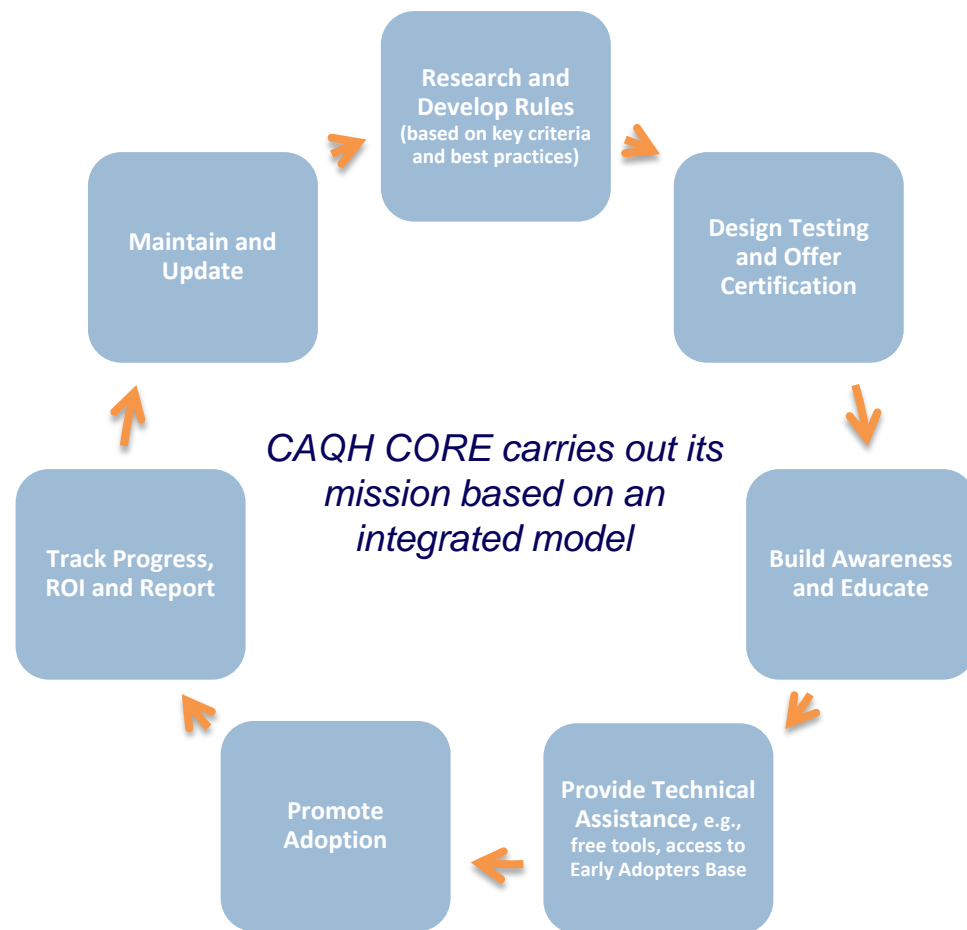 Research and
Develop Rules
(based on key criteria
and best practices)
Design Testing
and Offer
Certification
Build Awareness
and Educate
Provide Technical
Assistance, e.g.,
free tools, access to
Early Adopters Base
Promote
Adoption
Track Progress,
ROI and Report
Maintain and
Update
CAQH CORE carries out its
mission based on an
integrated model